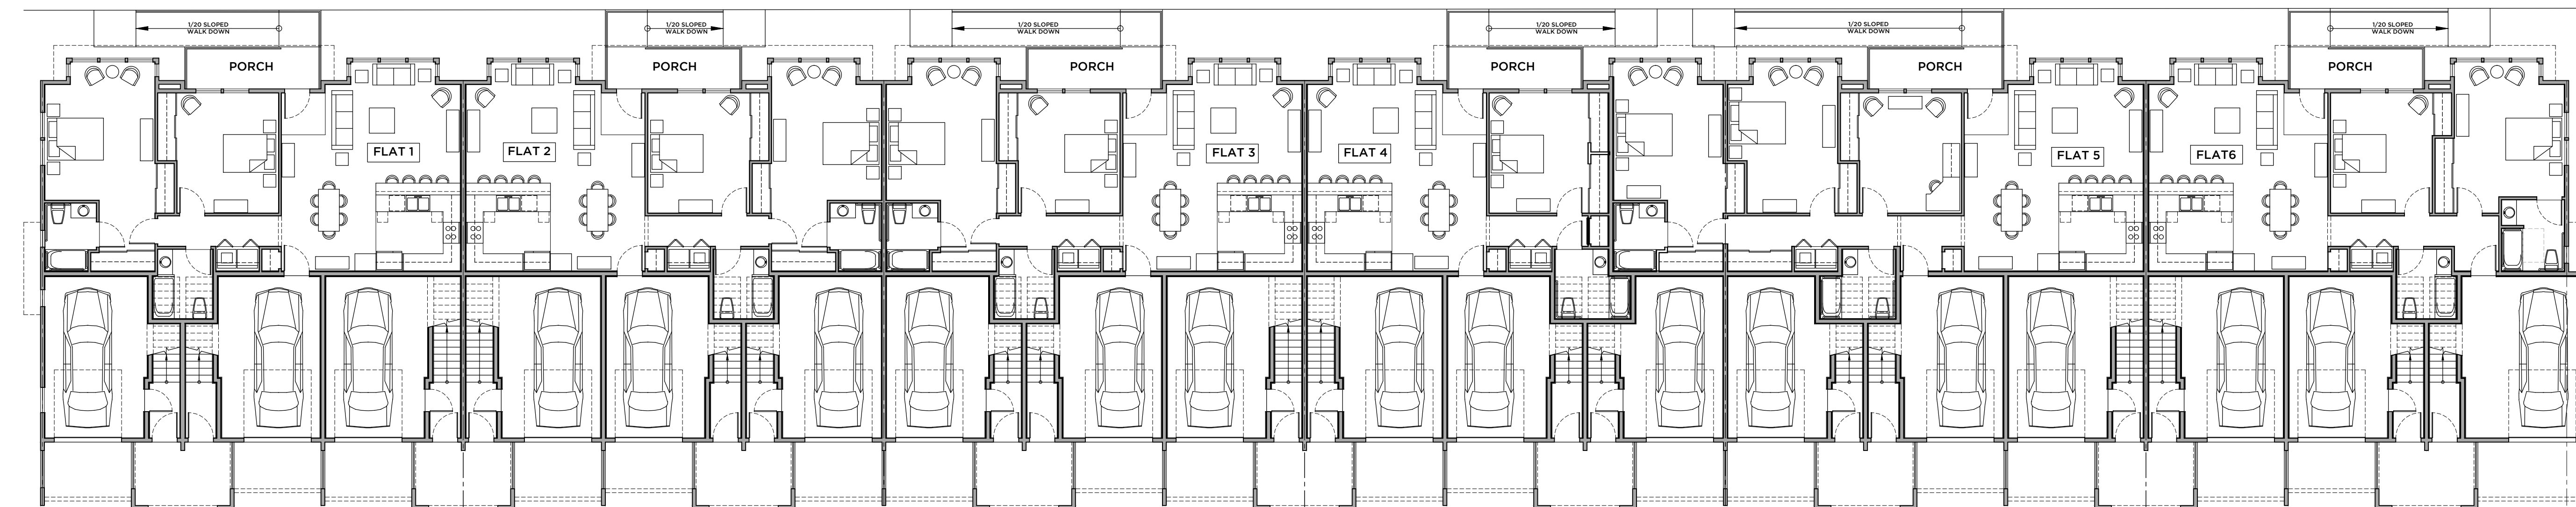 1/20 SLOPED
WALK DOWN
1/20 SLOPED
WALK DOWN
1/20 SLOPED
WALK DOWN
1/20 SLOPED
WALK DOWN
1/20 SLOPED
WALK DOWN
1/20 SLOPED
WALK DOWN
PORCH
PORCH
PORCH
PORCH
PORCH
PORCH
FLAT 1
FLAT 2
FLAT 3
FLAT 4
FLAT 5
FLAT6